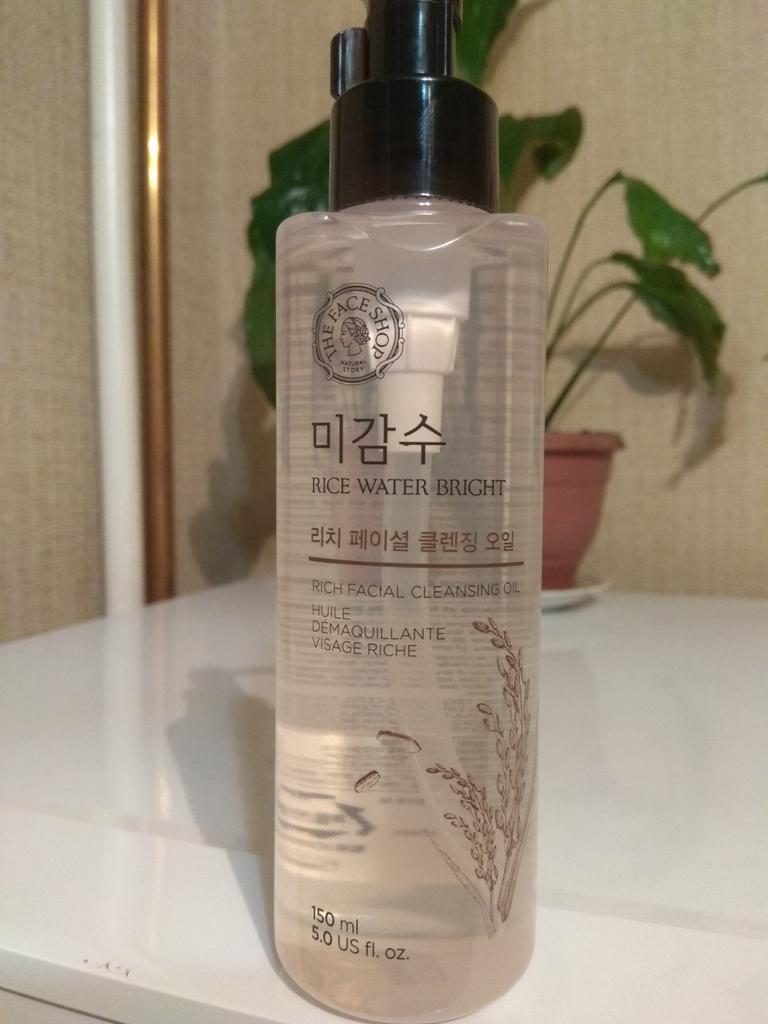 THE FACE SHOP
NATURAL
STORY
미감수
RICE WATER BRIGHT
리치 페이셜 클렌징 오일
RICH FACIAL CLEANSING OIL
HUILE
DÉMAQUILLANTE
VISAGE RICHE
150 ml
5.0 US fl. oz.